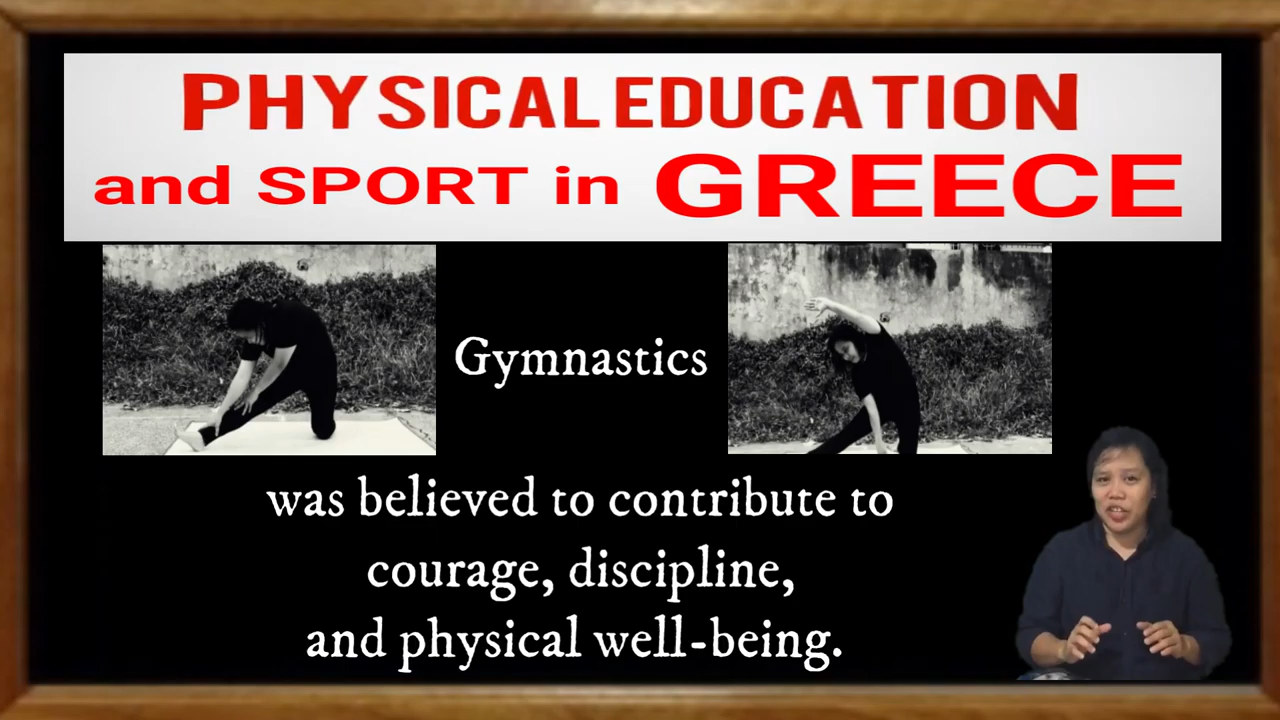 PHYSICAL EDUCATION
and SPORT in GREECE
Gymnastics
was believed to contribute to
courage, discipline,
and physical well-being.